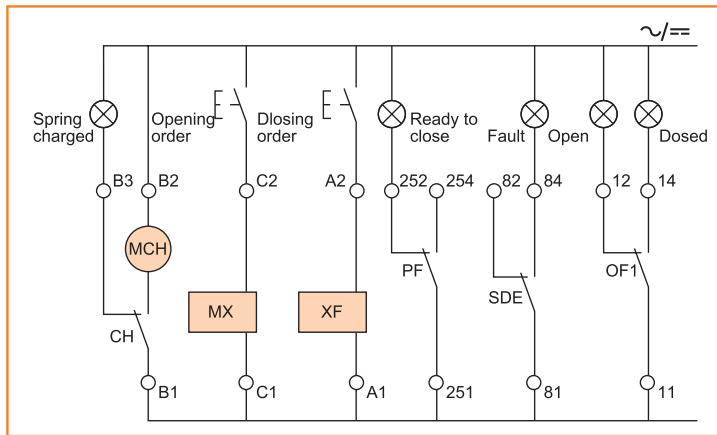 Spring
charged
Opening
order
Dlosing
order
Ready to
close
Fault
Open
Dosed
B3
B2
C2
A2
252
254
82
84
12
14
MCH
MX
XF
CH
PF
SDE
OF1
B1
C1
A1
251
81
11